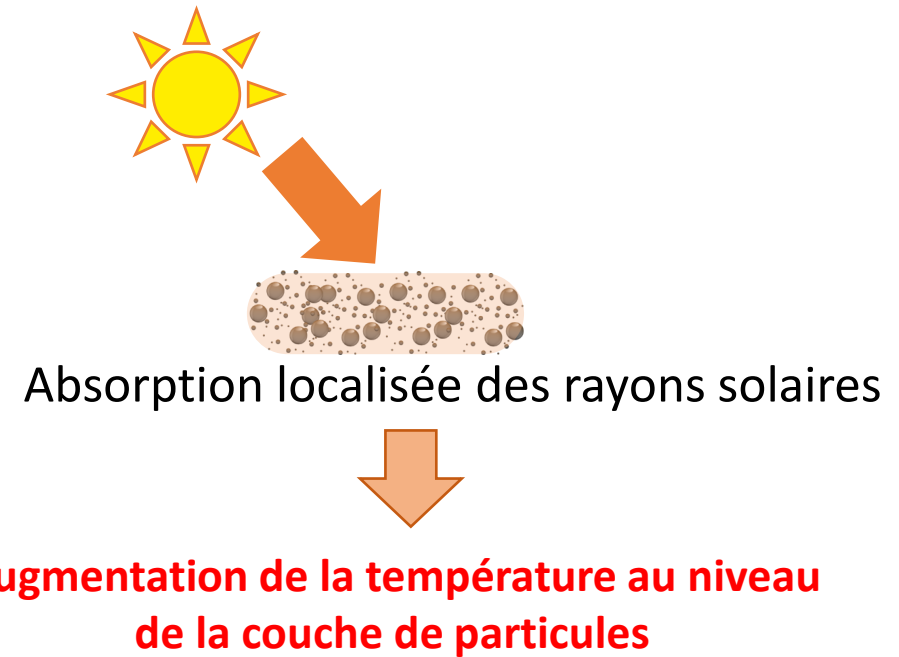 Absorption localisée des rayons solaires
ugmentation de la température au niveau
de la couche de particules